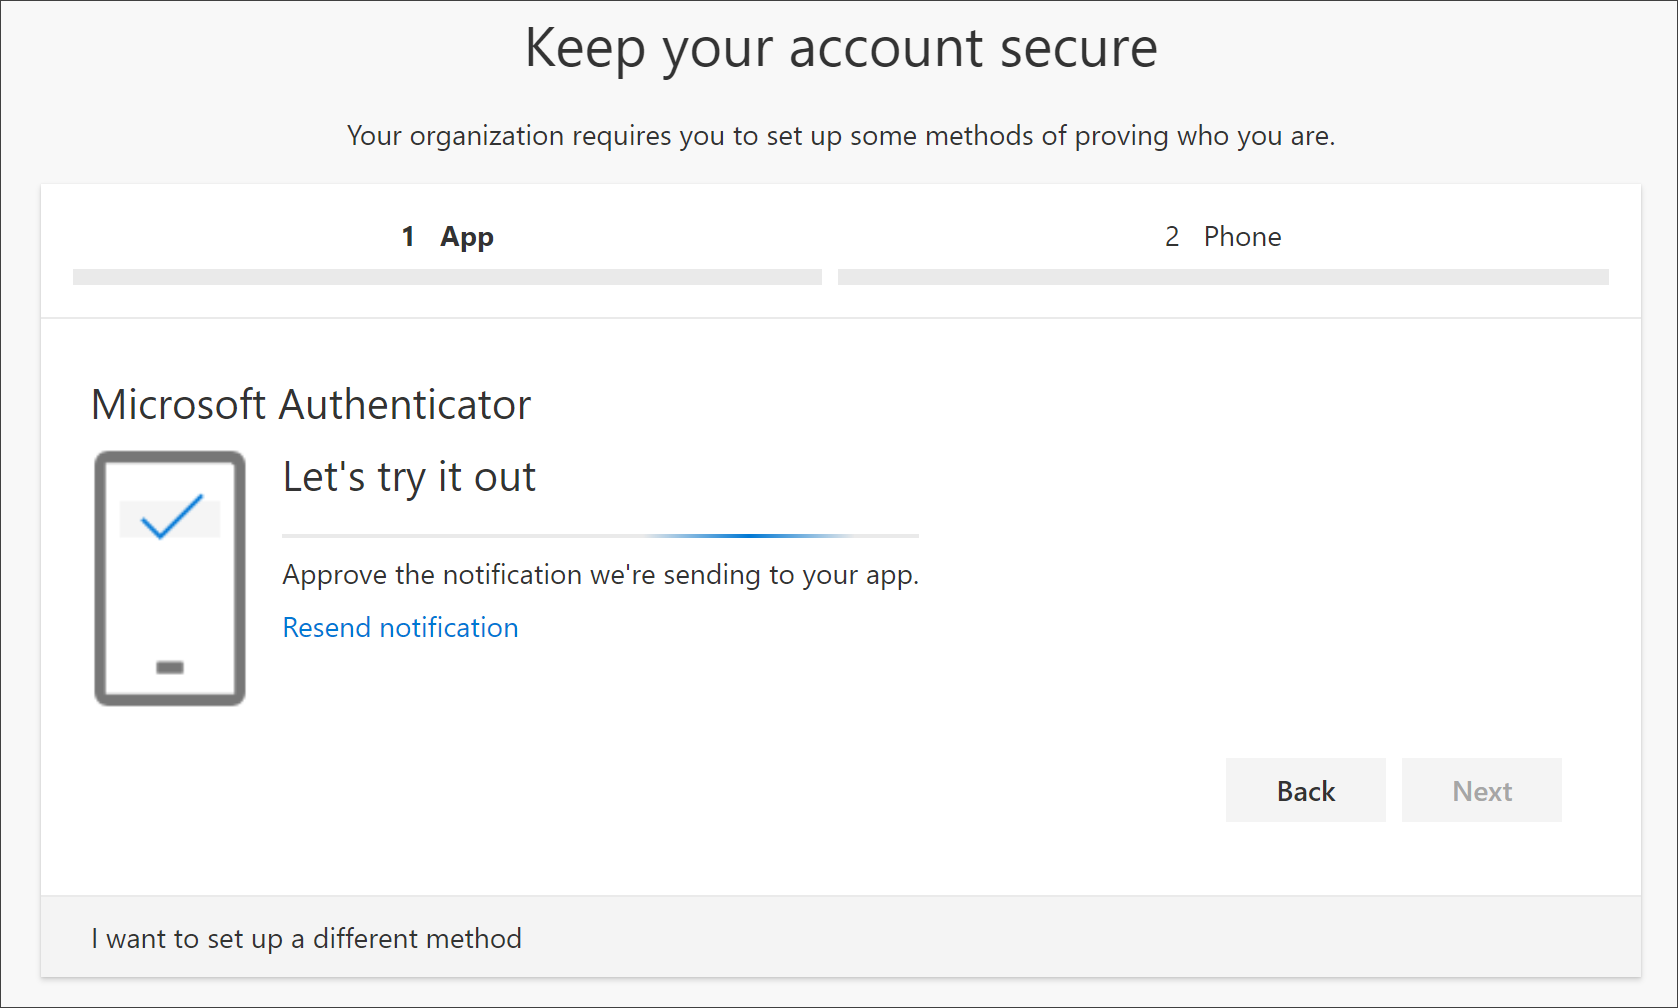 Keep your account secure
Your organization requires you to set up some methods of proving who you are.
1 App
2 Phone
Microsoft Authenticator
Let's try it out
Approve the notification we're sending to your app.
Resend notification
Back
Next
I want to set up a different method